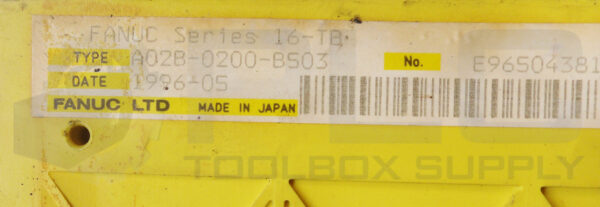 FANUC Series 16-TB
TYPE A02B-0200-B503
No. E96504381
DATE 1996-05
FANUC LTD MADE IN JAPAN
TOOLBOX SUPPLY